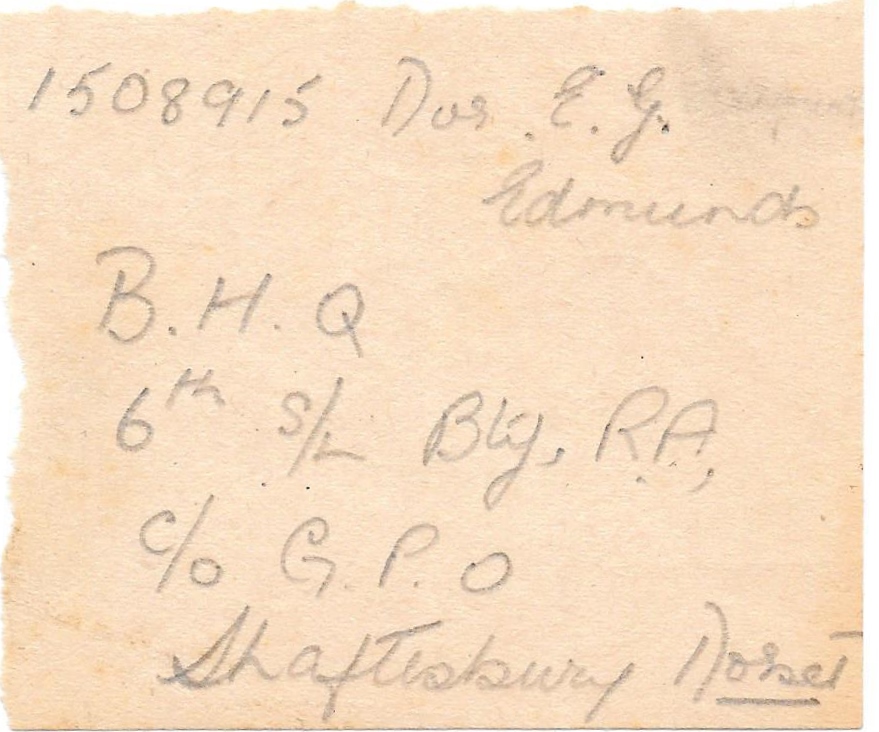 1508915 Dvr. E. G.
Edmunds
B.H.Q
6th S/L Bty, R.A,
c/o G.P.O
Shaftesbury Dorset